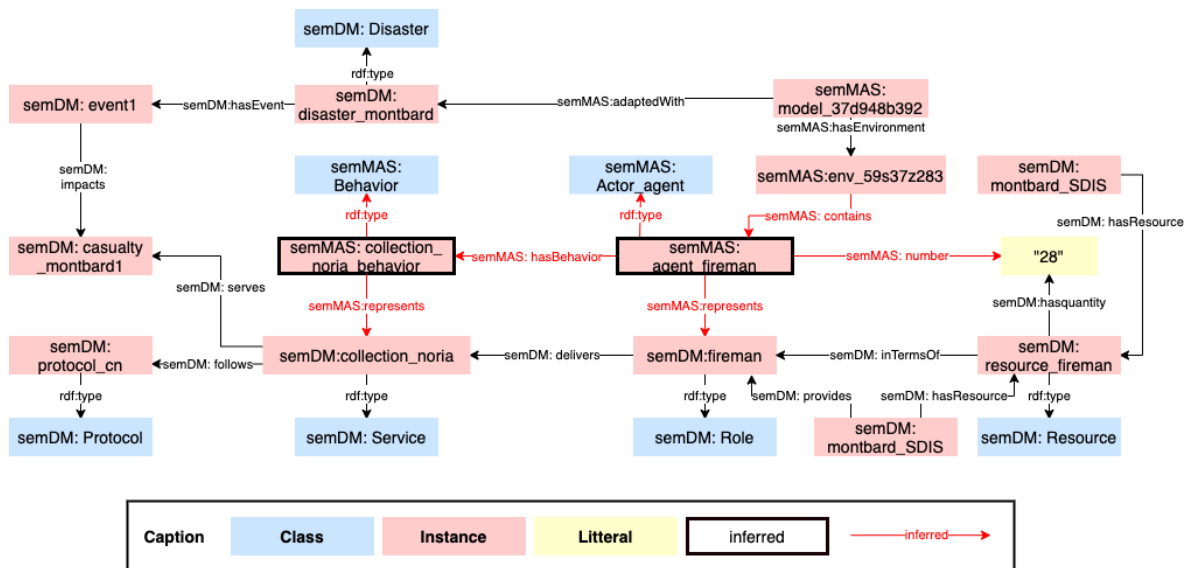 semDM: Disaster
rdf:type
semDM: event1
semDM:hasEvent
semDM:
disaster_montbard
semMAS:adaptedWith
semMAS:
model_37d948b392
semMAS:hasEnvironment
semDM:
impacts
semMAS:
Behavior
semMAS:
Actor_agent
semMAS:env_59s37z283
semDM:
montbard_SDIS
rdf:type
rdf:type
semMAS: contains
semDM: hasResource
semDM: casualty
_montbard1
semMAS: collection_
noria_behavior
semMAS: hasBehavior
semMAS:
agent_fireman
semMAS: number
"28"
semDM: serves
semMAS:represents
semMAS:represents
semDM:hasquantity
semDM:
protocol_cn
semDM: follows
semDM:collection_noria
semDM: delivers
semDM:fireman
semDM: inTermsOf
semDM:
resource_fireman
rdf:type
rdf:type
rdf:type
semDM: provides
semDM: hasResource
rdf:type
semDM: Protocol
semDM: Service
semDM: Role
semDM:
montbard_SDIS
semDM: Resource
Caption
Class
Instance
Litteral
inferred
inferred